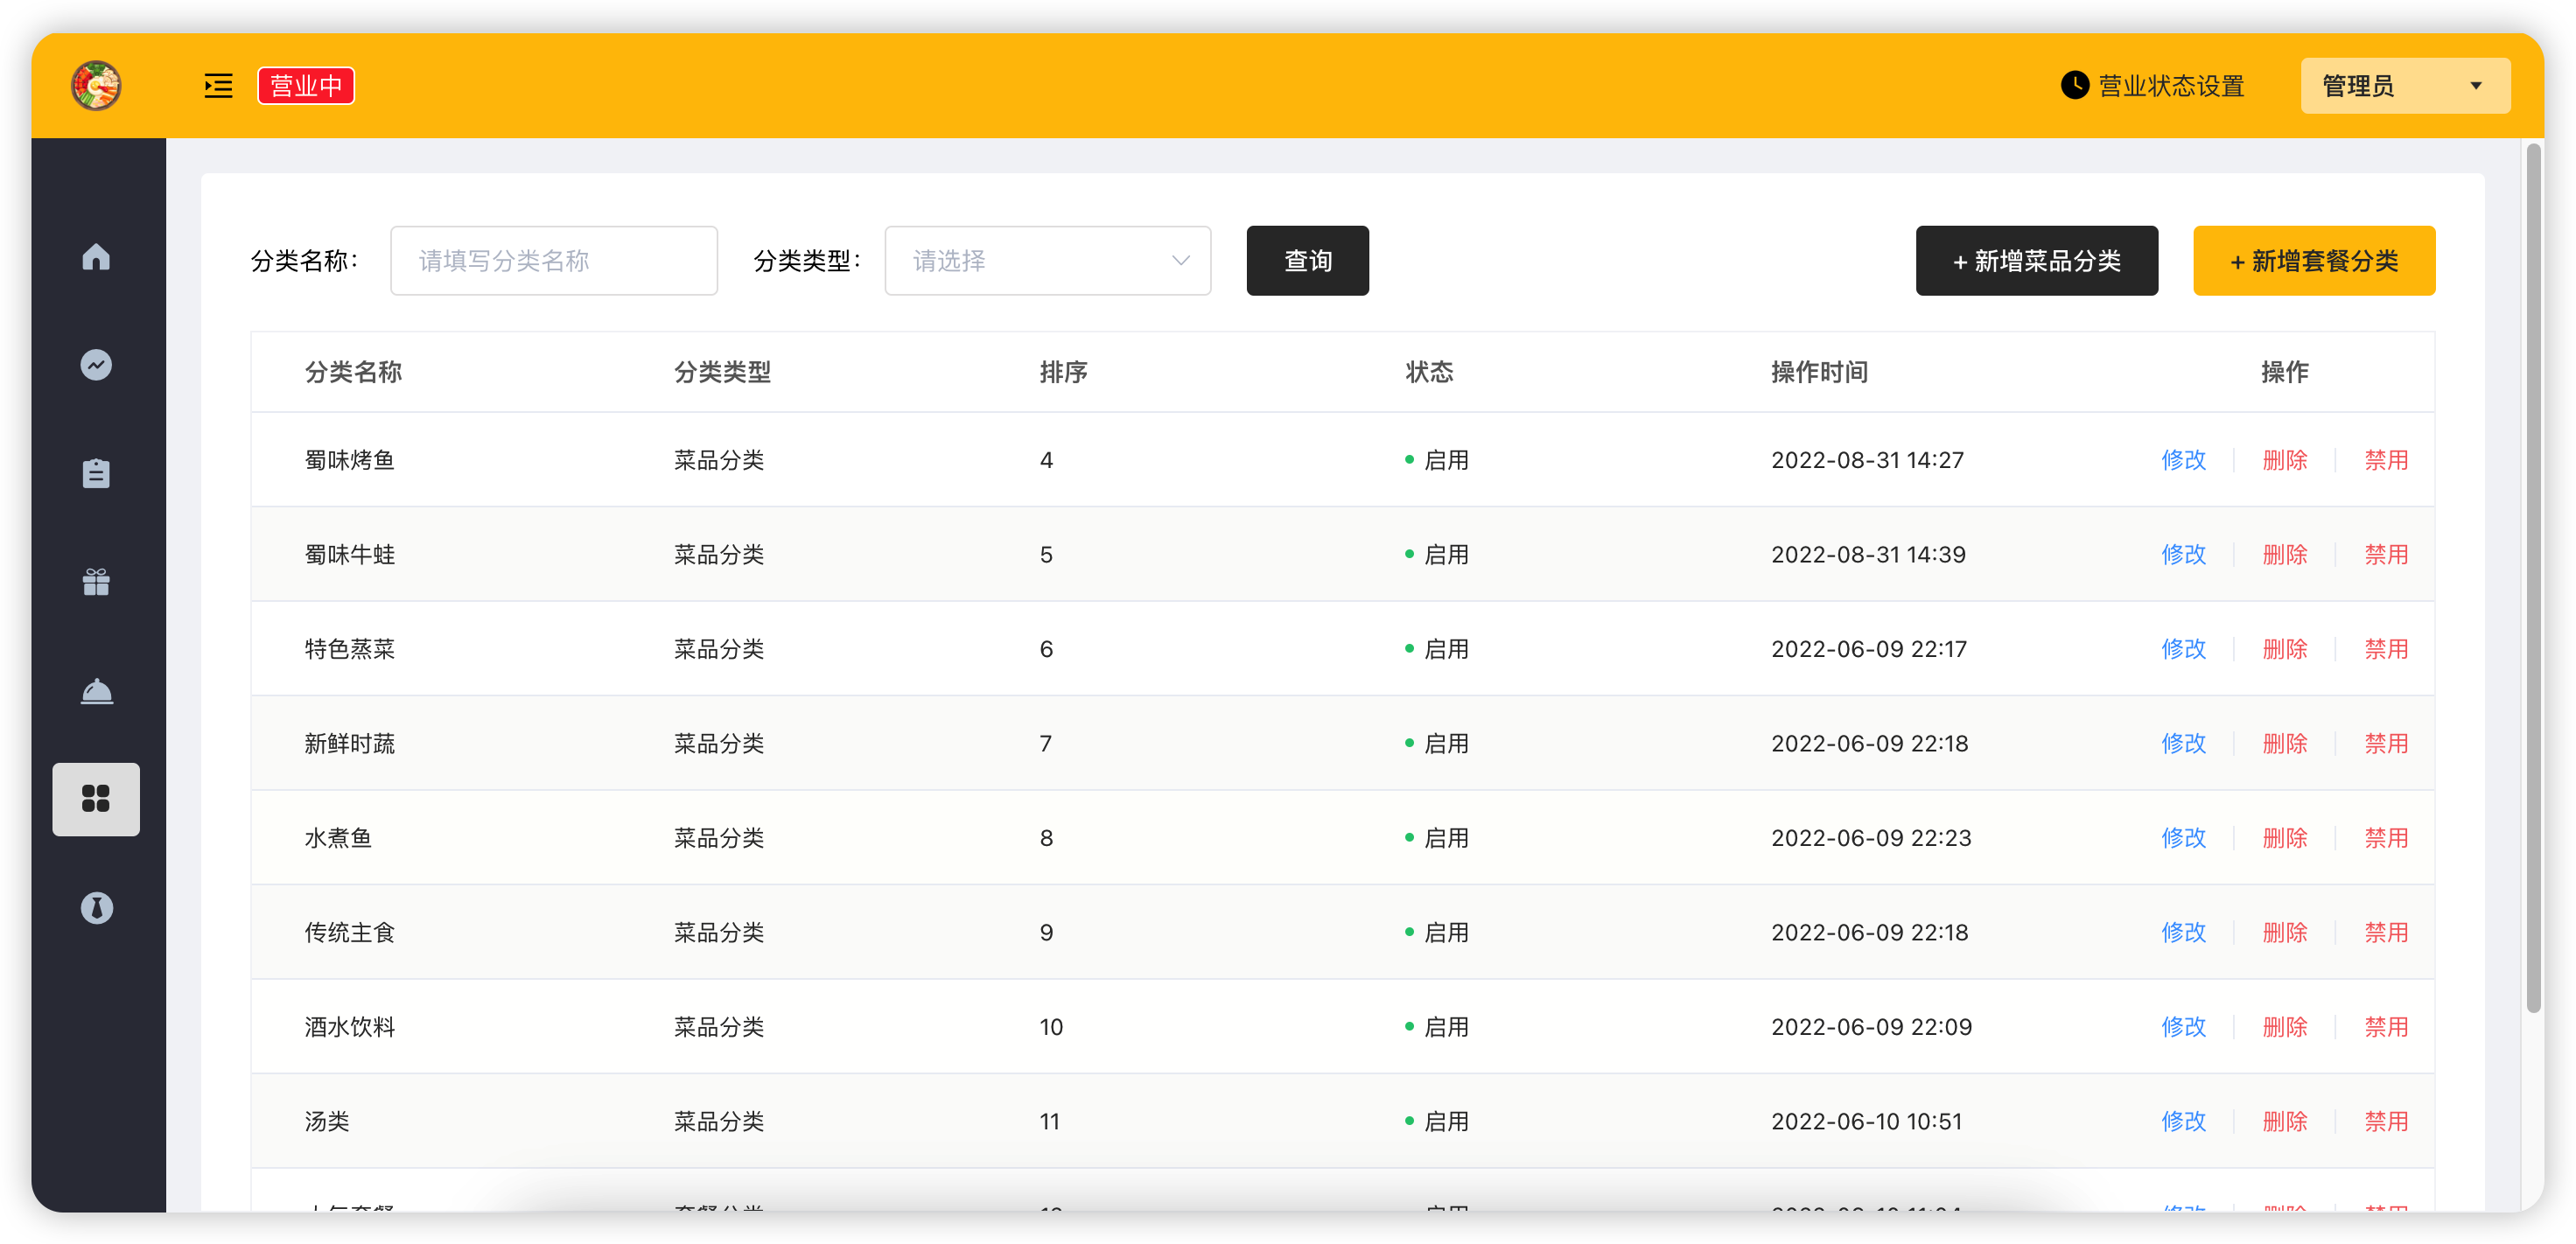 营业中 营业状态设置 管理员
分类名称： 请填写分类名称 分类类型： 请选择 查询 + 新增菜品分类 + 新增套餐分类
分类名称 分类类型 排序 状态 操作时间 操作
蜀味烤鱼 菜品分类 4 启用 2022-08-31 14:27 修改 删除 禁用
蜀味牛蛙 菜品分类 5 启用 2022-08-31 14:39 修改 删除 禁用
特色蒸菜 菜品分类 6 启用 2022-06-09 22:17 修改 删除 禁用
新鲜时蔬 菜品分类 7 启用 2022-06-09 22:18 修改 删除 禁用
水煮鱼 菜品分类 8 启用 2022-06-09 22:23 修改 删除 禁用
传统主食 菜品分类 9 启用 2022-06-09 22:18 修改 删除 禁用
酒水饮料 菜品分类 10 启用 2022-06-09 22:09 修改 删除 禁用
汤类 菜品分类 11 启用 2022-06-10 10:51 修改 删除 禁用